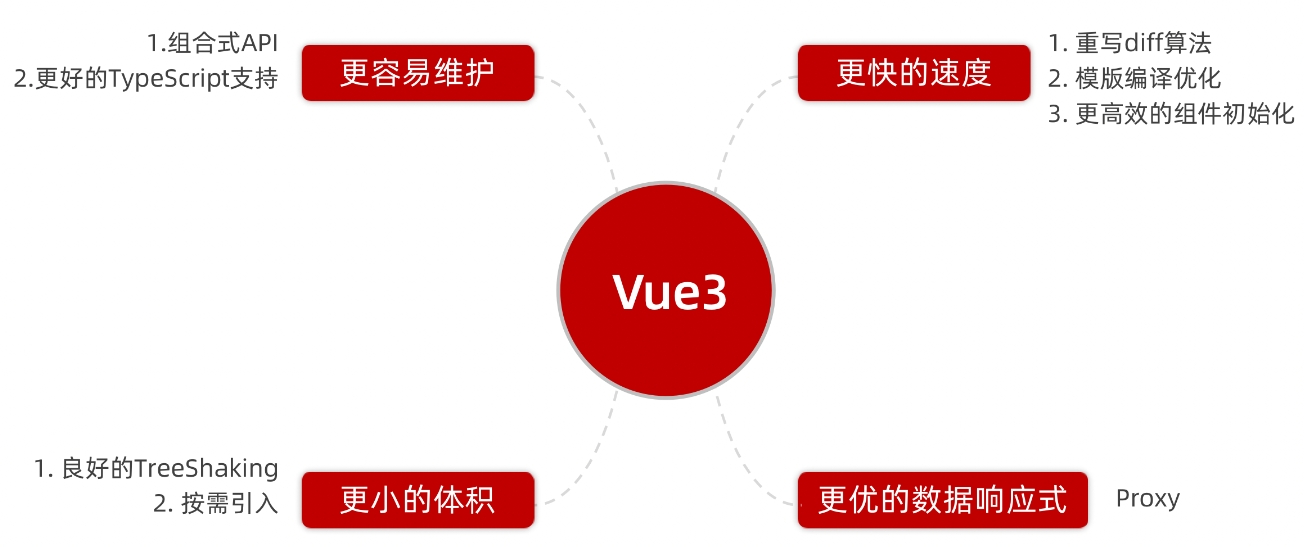 1.组合式API
2.更好的TypeScript支持
更容易维护
更快的速度
1. 重写diff算法
2. 模版编译优化
3. 更高效的组件初始化
Vue3
1. 良好的TreeShaking
2. 按需引入
更小的体积
更优的数据响应式
Proxy